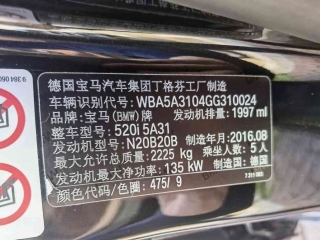 德国宝马汽车集团丁格芬工厂制造
车辆识别代号: WBA5A3104GG310024
品牌: 宝马(BMW)牌 发动机排量: 1997 ml
整车型号: 520i 5A31
发动机型号: N20B20B 制造年月: 2016.08
最大允许总质量: 2225 kg 乘坐人数: 5 人
发动机最大净功率: 135 kW 制造国: 德国
颜色代码/色圈: 475/ 9